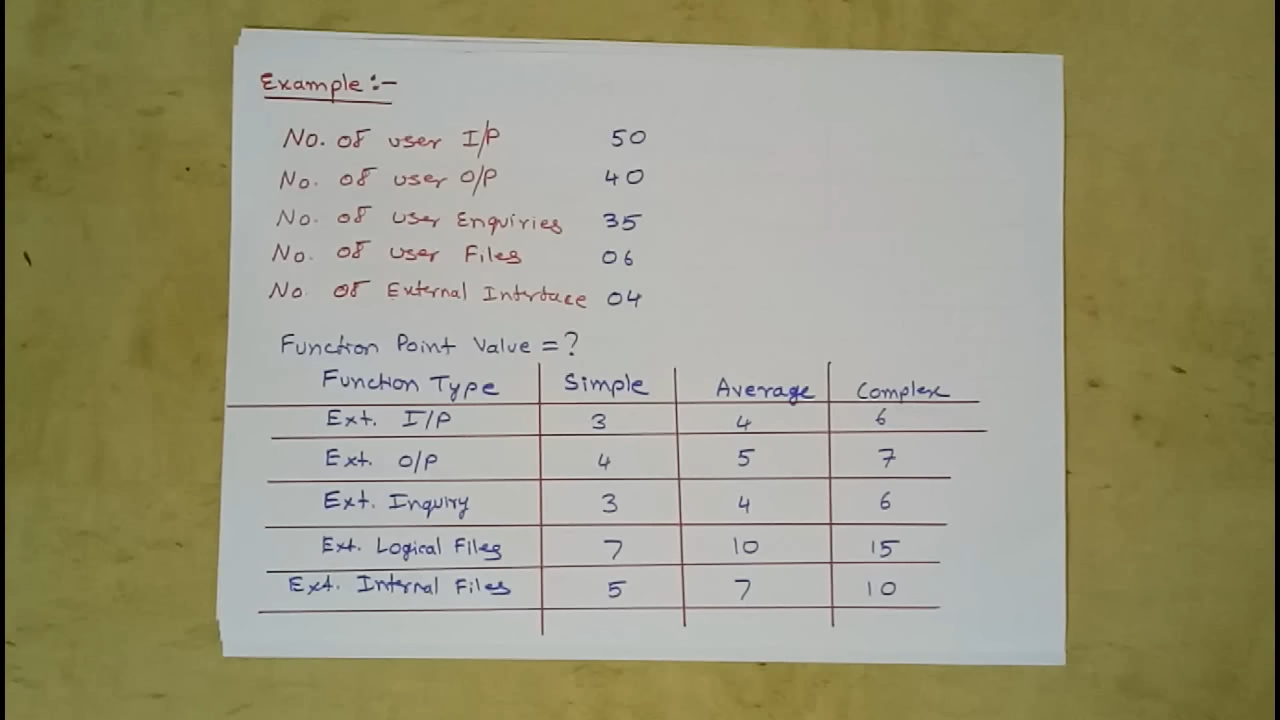 Example:-
No. of user I/P 50
No. of user O/P 40
No. of user Enquiries 35
No. of user Files 06
No of External Interface 04
Function Point Value = ?
Function Type Simple Average Complex
Ext. I/P 3 4 6
Ext. O/P 4 5 7
Ext. Inquiry 3 4 6
Ext. Logical Files 7 10 15
Ext. Internal Files 5 7 10